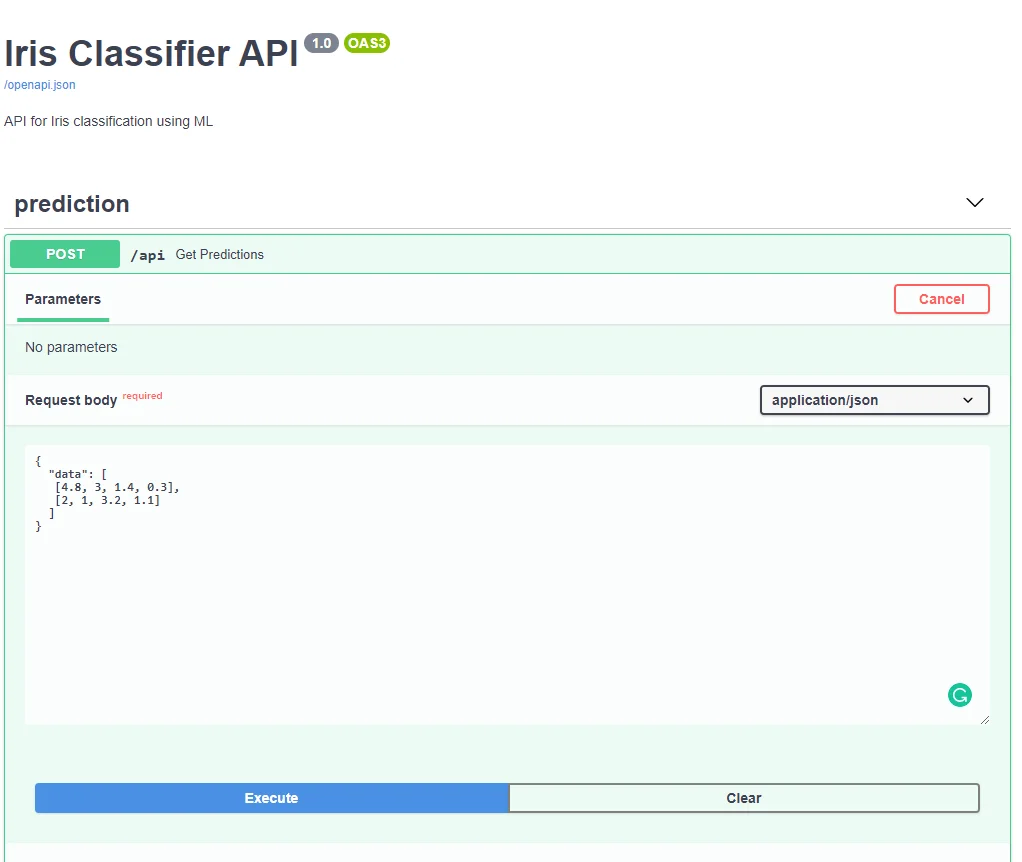 Iris Classifier API 1.0 OAS3
/openapi.json
API for Iris classification using ML
prediction
POST /api Get Predictions
Parameters Cancel
No parameters
Request body required application/json
{
  "data": [
   [4.8, 3, 1.4, 0.3],
   [2, 1, 3.2, 1.1]
  ]
}
Execute Clear